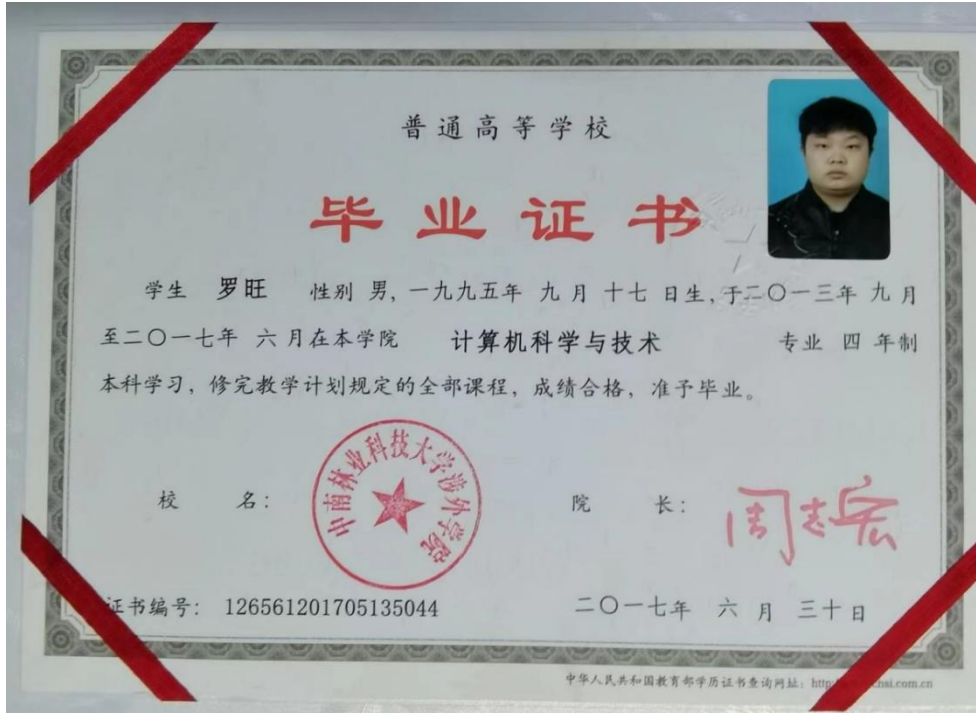 普通高等学校
毕业证书
学生 罗旺 性别 男，一九九五年 九 月 十七 日生，于二〇一三年 九 月
至二〇一七年 六 月在本学院 计算机科学与技术 专业 四 年制
本科学习，修完教学计划规定的全部课程，成绩合格，准予毕业。
中南林业科技大学涉外学院
校 名：
院 长：
周志宏
证书编号： 126561201705135044
二〇一七年 六 月 三十日
中华人民共和国教育部学历证书查询网址： http
.com.cn